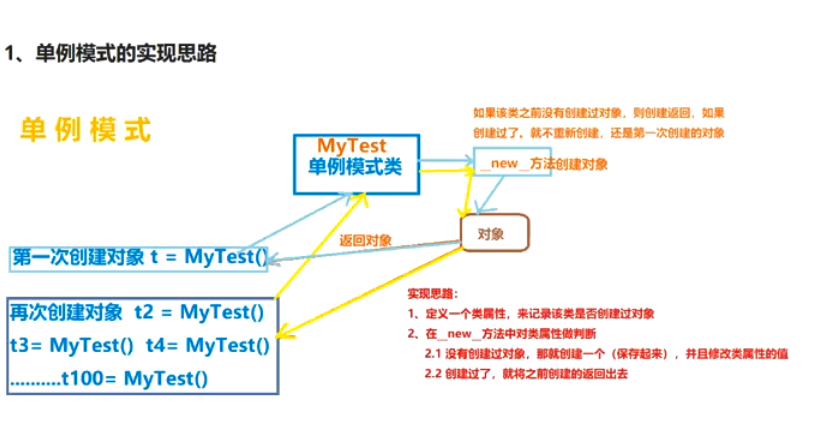 1、单例模式的实现思路
单 例 模 式
如果该类之前没有创建过对象，则创建返回，如果
创建过了。就不重新创建，还是第一次创建的对象
MyTest
单例模式类
__new__方法创建对象
返回对象
对象
第一次创建对象 t = MyTest()
再次创建对象 t2 = MyTest()
t3= MyTest() t4= MyTest()
..........t100= MyTest()
实现思路：
1、定义一个类属性，来记录该类是否创建过对象
2、在__new__方法中对类属性做判断
2.1 没有创建过对象，那就创建一个（保存起来），并且修改类属性的值
2.2 创建过了，就将之前创建的返回出去